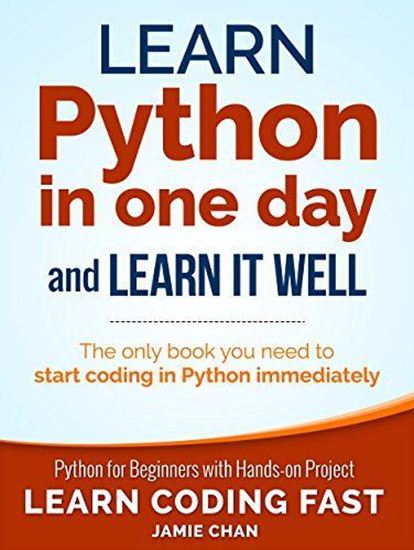 LEARN
Python
in one day
and LEARN IT WELL
The only book you need to
start coding in Python immediately
Python for Beginners with Hands-on Project
LEARN CODING FAST
JAMIE CHAN